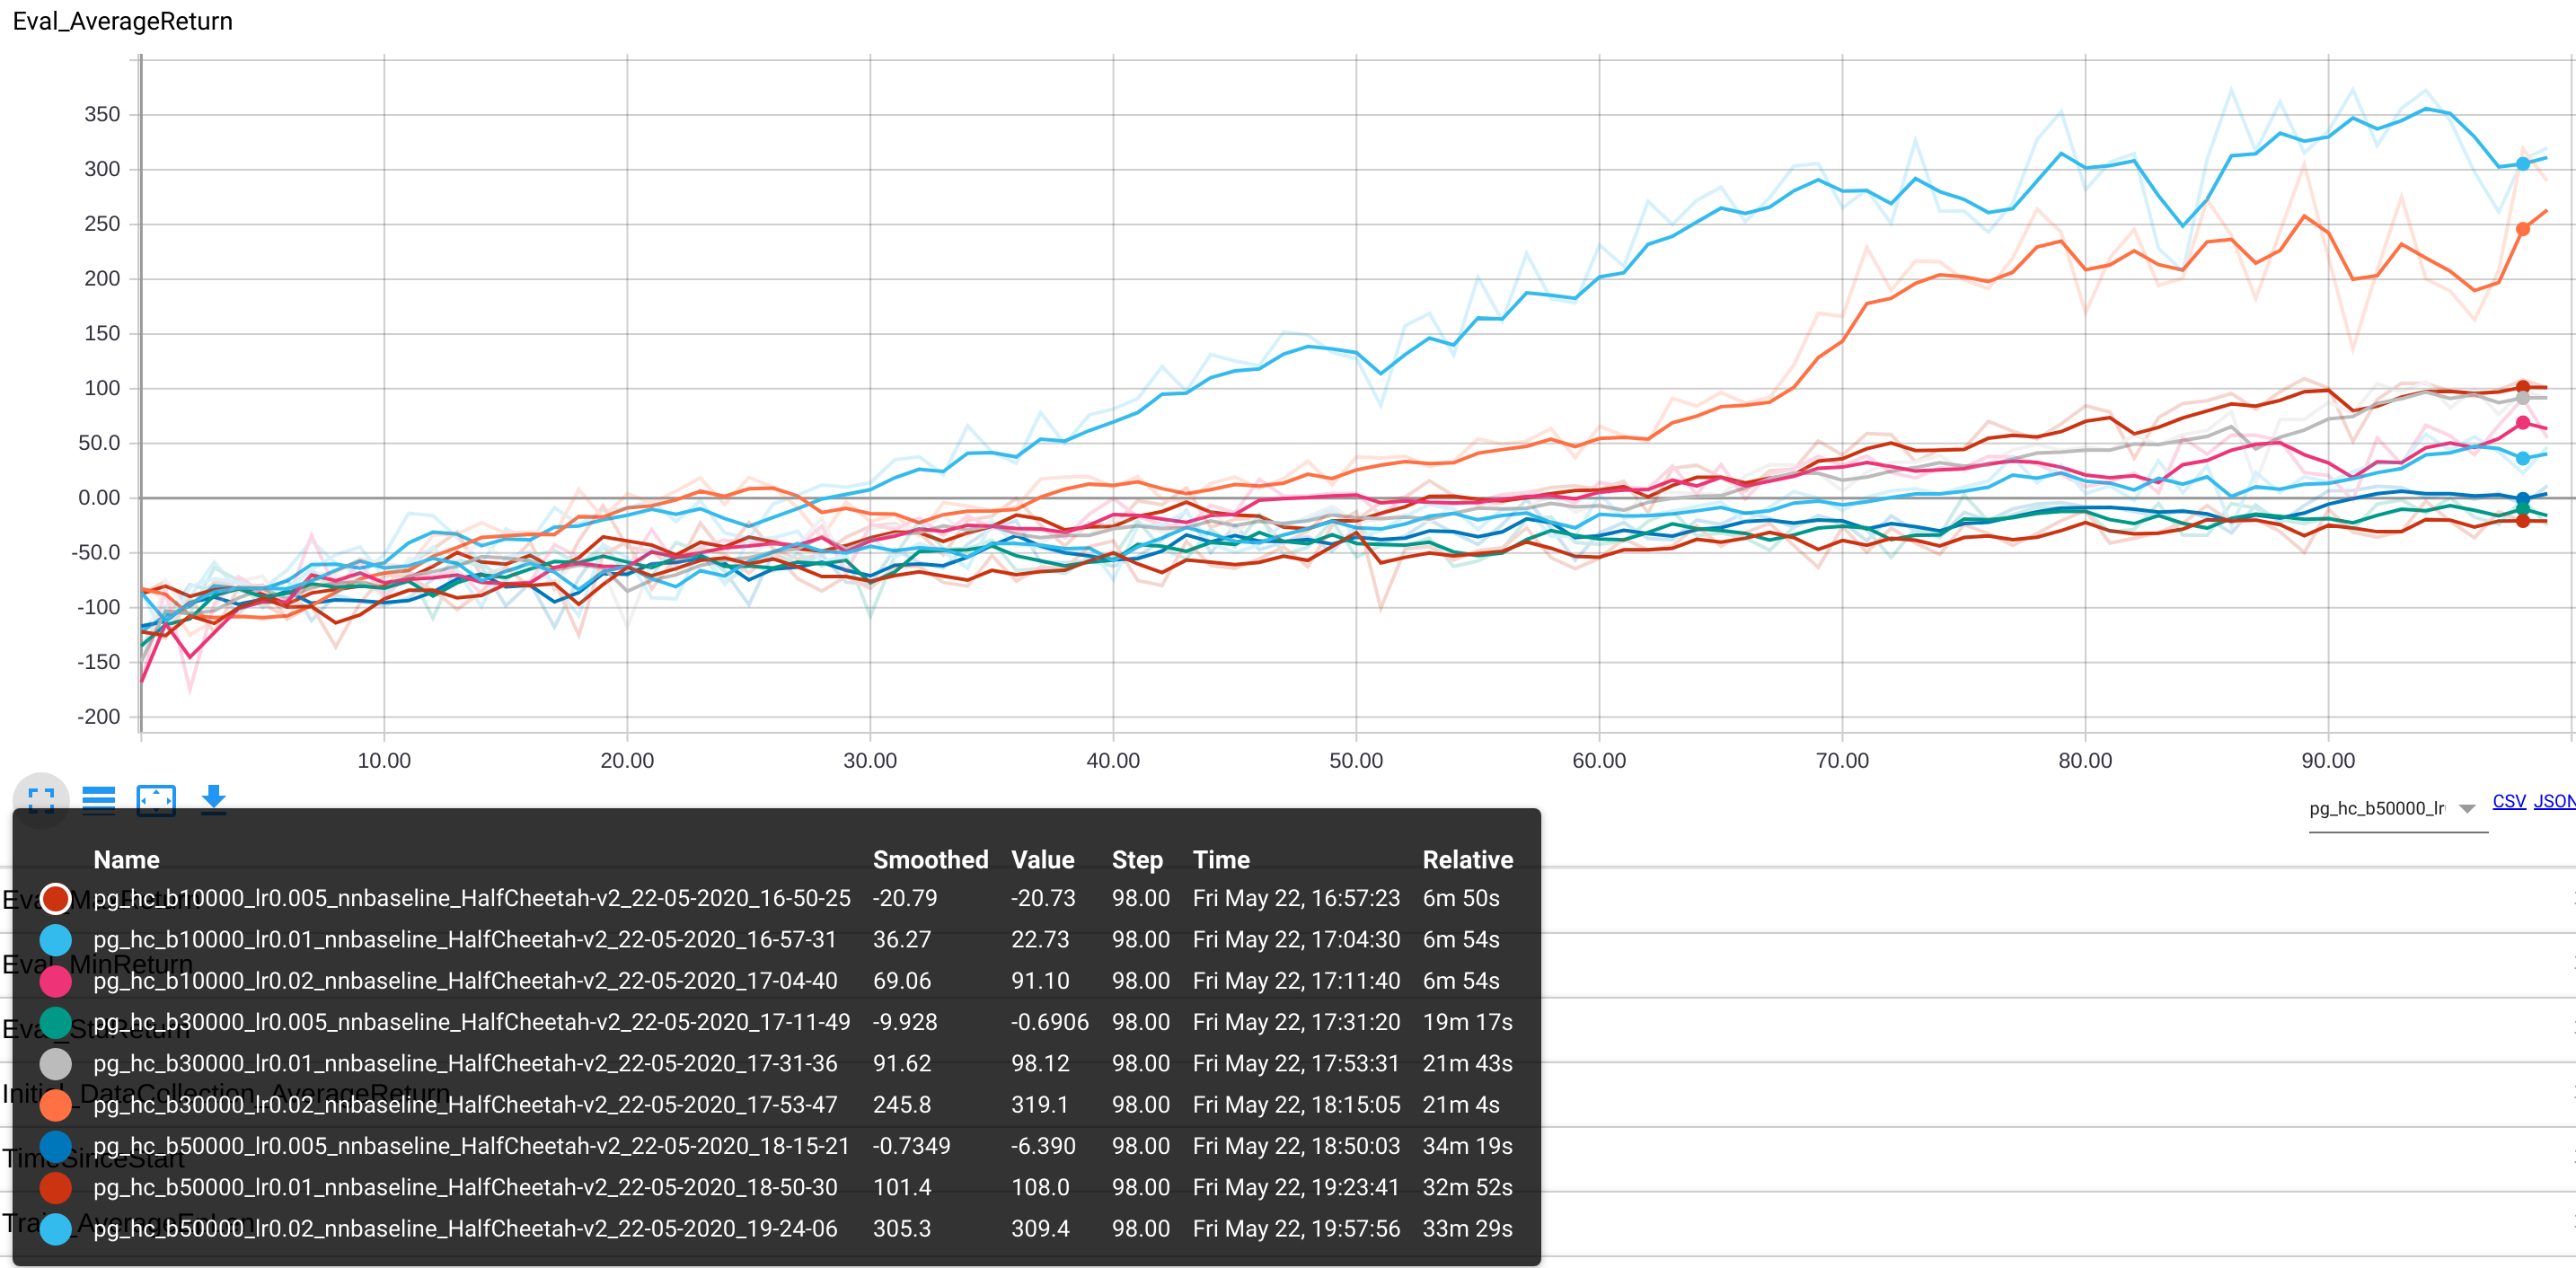 Eval_AverageReturn
350
300
250
200
150
100
50.0
0.00
-50.0
-100
-150
-200
10.00 20.00 30.00 40.00 50.00 60.00 70.00 80.00 90.00
pg_hc_b50000_lr CSV JSON
Name Smoothed Value Step Time Relative
Eval_MaxReturn
pg_hc_b10000_lr0.005_nnbaseline_HalfCheetah-v2_22-05-2020_16-50-25 -20.79 -20.73 98.00 Fri May 22, 16:57:23 6m 50s
pg_hc_b10000_lr0.01_nnbaseline_HalfCheetah-v2_22-05-2020_16-57-31 36.27 22.73 98.00 Fri May 22, 17:04:30 6m 54s
Eval_MinReturn
pg_hc_b10000_lr0.02_nnbaseline_HalfCheetah-v2_22-05-2020_17-04-40 69.06 91.10 98.00 Fri May 22, 17:11:40 6m 54s
Eval_StdReturn
pg_hc_b30000_lr0.005_nnbaseline_HalfCheetah-v2_22-05-2020_17-11-49 -9.928 -0.6906 98.00 Fri May 22, 17:31:20 19m 17s
pg_hc_b30000_lr0.01_nnbaseline_HalfCheetah-v2_22-05-2020_17-31-36 91.62 98.12 98.00 Fri May 22, 17:53:31 21m 43s
Initial_DataCollection_AverageReturn
pg_hc_b30000_lr0.02_nnbaseline_HalfCheetah-v2_22-05-2020_17-53-47 245.8 319.1 98.00 Fri May 22, 18:15:05 21m 4s
pg_hc_b50000_lr0.005_nnbaseline_HalfCheetah-v2_22-05-2020_18-15-21 -0.7349 -6.390 98.00 Fri May 22, 18:50:03 34m 19s
TimeSinceStart
pg_hc_b50000_lr0.01_nnbaseline_HalfCheetah-v2_22-05-2020_18-50-30 101.4 108.0 98.00 Fri May 22, 19:23:41 32m 52s
Train_AverageEpLen
pg_hc_b50000_lr0.02_nnbaseline_HalfCheetah-v2_22-05-2020_19-24-06 305.3 309.4 98.00 Fri May 22, 19:57:56 33m 29s